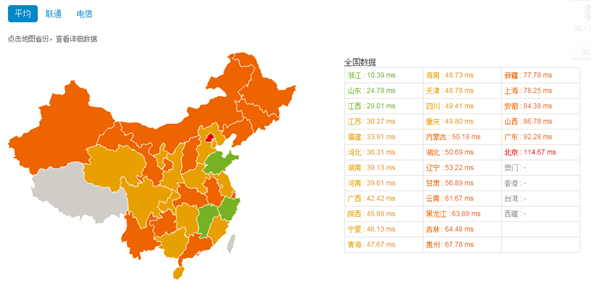 平均 联通 电信
点击地图省份，查看详细数据
全国数据
浙江 : 10.39 ms 海南 : 48.73 ms 新疆 : 77.78 ms
山东 : 24.78 ms 天津 : 48.78 ms 上海 : 78.25 ms
江西 : 29.01 ms 四川 : 49.41 ms 安徽 : 84.38 ms
江苏 : 30.27 ms 重庆 : 49.80 ms 山西 : 86.78 ms
福建 : 33.91 ms 内蒙古 : 50.18 ms 广东 : 92.28 ms
河北 : 36.31 ms 湖北 : 50.69 ms 北京 : 114.67 ms
湖南 : 39.13 ms 辽宁 : 53.22 ms 澳门 : -
河南 : 39.61 ms 甘肃 : 56.89 ms 香港 : -
广西 : 42.42 ms 云南 : 61.67 ms 台湾 : -
陕西 : 45.89 ms 黑龙江 : 63.89 ms 西藏 : -
宁夏 : 46.13 ms 吉林 : 64.48 ms
青海 : 47.67 ms 贵州 : 67.78 ms